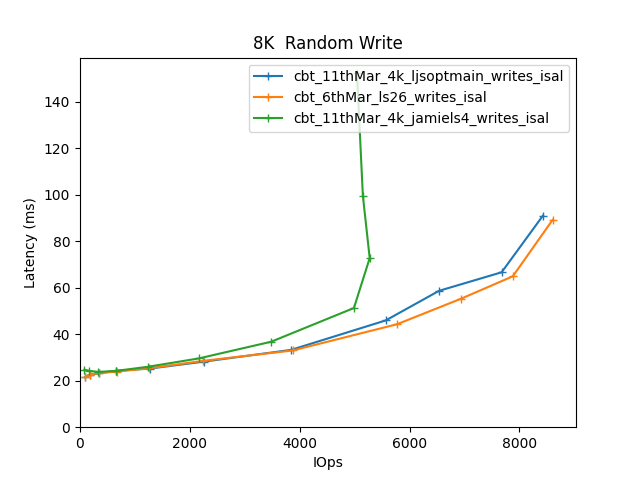 8K  Random Write
cbt_11thMar_4k_ljsoptmain_writes_isal
cbt_6thMar_ls26_writes_isal
cbt_11thMar_4k_jamiels4_writes_isal
Latency (ms)
140
120
100
80
60
40
20
0
0 2000 4000 6000 8000
IOps